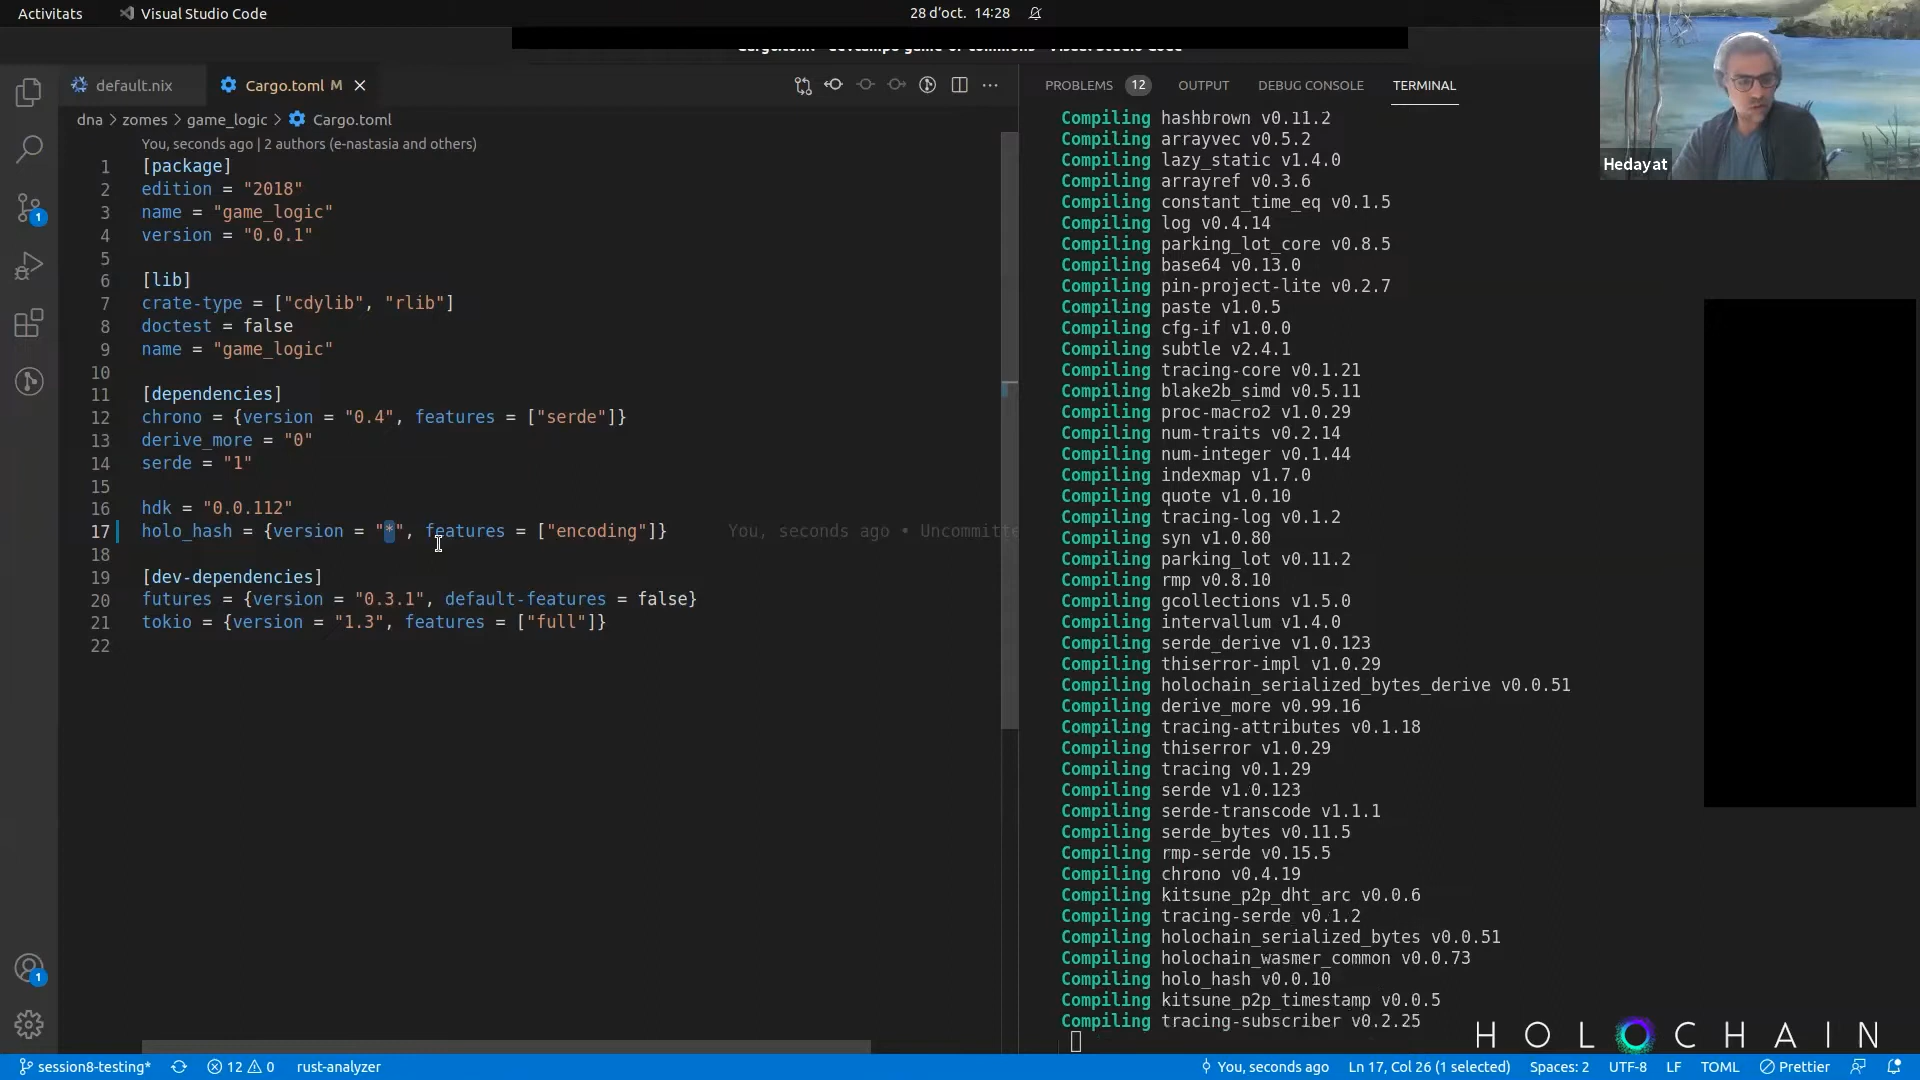 Activitats
Visual Studio Code
28 d'oct. 14:28
Hedayat
default.nix
Cargo.toml M
dna > zomes > game_logic > Cargo.toml
You, seconds ago | 2 authors (e-nastasia and others)
1 [package]
2 edition = "2018"
3 name = "game_logic"
4 version = "0.0.1"
5
6 [lib]
7 crate-type = ["cdylib", "rlib"]
8 doctest = false
9 name = "game_logic"
10
11 [dependencies]
12 chrono = {version = "0.4", features = ["serde"]}
13 derive_more = "0"
14 serde = "1"
15
16 hdk = "0.0.112"
17 holo_hash = {version = "*", features = ["encoding"]} You, seconds ago • Uncommitte
18
19 [dev-dependencies]
20 futures = {version = "0.3.1", default-features = false}
21 tokio = {version = "1.3", features = ["full"]}
22
PROBLEMS 12 OUTPUT DEBUG CONSOLE TERMINAL
Compiling hashbrown v0.11.2
Compiling arrayvec v0.5.2
Compiling lazy_static v1.4.0
Compiling arrayref v0.3.6
Compiling constant_time_eq v0.1.5
Compiling log v0.4.14
Compiling parking_lot_core v0.8.5
Compiling base64 v0.13.0
Compiling pin-project-lite v0.2.7
Compiling paste v1.0.5
Compiling cfg-if v1.0.0
Compiling subtle v2.4.1
Compiling tracing-core v0.1.21
Compiling blake2b_simd v0.5.11
Compiling proc-macro2 v1.0.29
Compiling num-traits v0.2.14
Compiling num-integer v0.1.44
Compiling indexmap v1.7.0
Compiling quote v1.0.10
Compiling tracing-log v0.1.2
Compiling syn v1.0.80
Compiling parking_lot v0.11.2
Compiling rmp v0.8.10
Compiling gcollections v1.5.0
Compiling intervallum v1.4.0
Compiling serde_derive v1.0.123
Compiling thiserror-impl v1.0.29
Compiling holochain_serialized_bytes_derive v0.0.51
Compiling derive_more v0.99.16
Compiling tracing-attributes v0.1.18
Compiling thiserror v1.0.29
Compiling tracing v0.1.29
Compiling serde v1.0.123
Compiling serde-transcode v1.1.1
Compiling serde_bytes v0.11.5
Compiling rmp-serde v0.15.5
Compiling chrono v0.4.19
Compiling kitsune_p2p_dht_arc v0.0.6
Compiling tracing-serde v0.1.2
Compiling holochain_serialized_bytes v0.0.51
Compiling holochain_wasmer_common v0.0.73
Compiling holo_hash v0.0.10
Compiling kitsune_p2p_timestamp v0.0.5
Compiling tracing-subscriber v0.2.25
HOLOCHAIN
1
1
session8-testing* 12 0 rust-analyzer
You, seconds ago Ln 17, Col 26 (1 selected) Spaces: 2 UTF-8 LF TOML Prettier